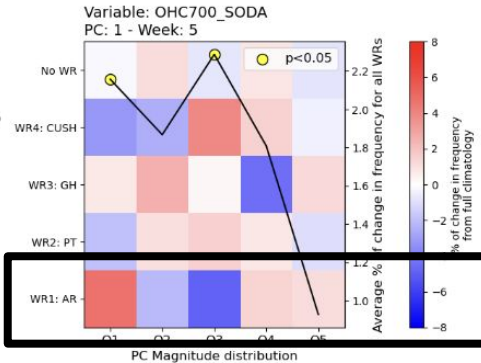 Variable: OHC700_SODA
PC: 1 - Week: 5
No WR
WR4: CUSH
WR3: GH
WR2: PT
WR1: AR
p<0.05
2.2
2.0
1.8
1.6
1.4
1.2
1.0
Average % of change in frequency for all WRs
8
6
4
2
0
−2
−6
−8
% of change in frequency
from full climatology
Q1
Q2
Q3
Q4
Q5
PC Magnitude distribution